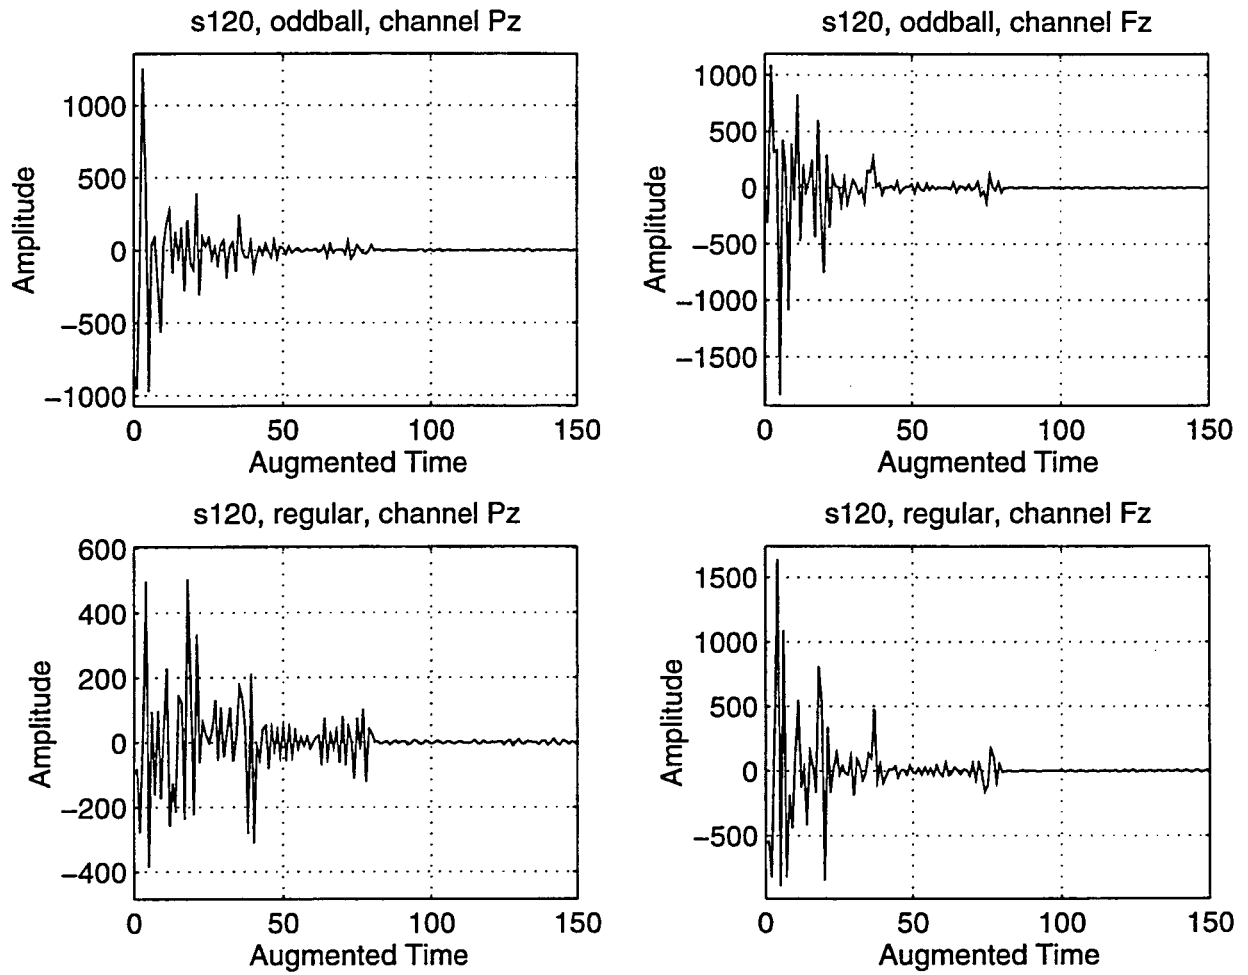 s120, oddball, channel Pz
1000
500
0
−500
−1000
Amplitude
0 50 100 150
Augmented Time
s120, oddball, channel Fz
1000
500
0
−500
−1000
−1500
Amplitude
0 50 100 150
Augmented Time
s120, regular, channel Pz
600
400
200
0
−200
−400
Amplitude
0 50 100 150
Augmented Time
s120, regular, channel Fz
1500
1000
500
0
−500
Amplitude
0 50 100 150
Augmented Time